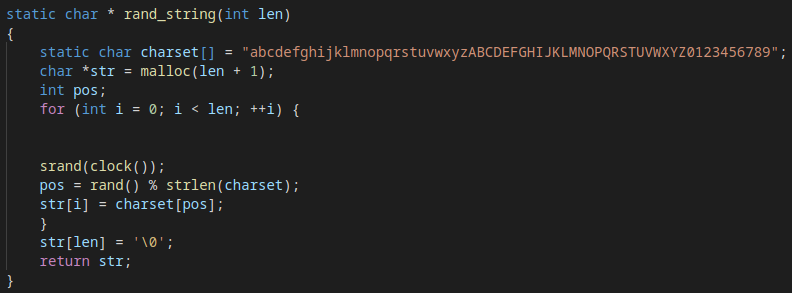 static char * rand_string(int len)
{
static char charset[] = "abcdefghijklmnopqrstuvwxyzABCDEFGHIJKLMNOPQRSTUVWXYZ0123456789";
char *str = malloc(len + 1);
int pos;
for (int i = 0; i < len; ++i) {
srand(clock());
pos = rand() % strlen(charset);
str[i] = charset[pos];
}
str[len] = '\0';
return str;
}